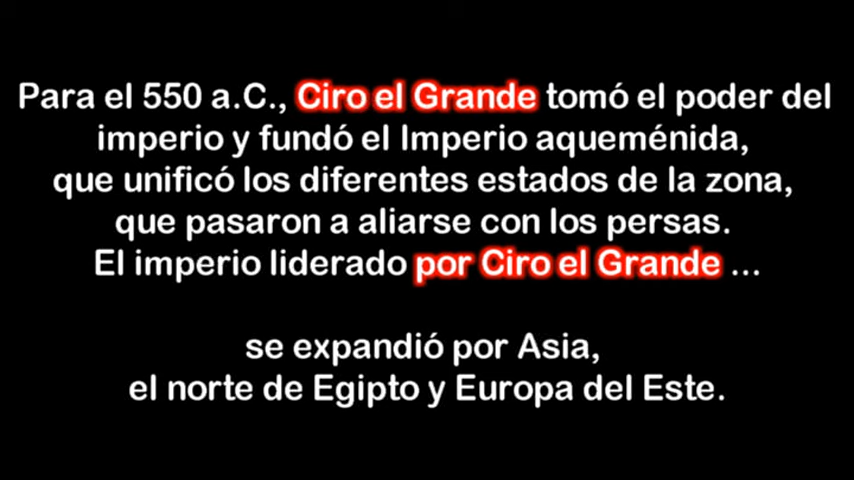 Para el 550 a.C., Ciro el Grande tomó el poder del
imperio y fundó el Imperio aqueménida,
que unificó los diferentes estados de la zona,
que pasaron a aliarse con los persas.
El imperio liderado por Ciro el Grande ...
se expandió por Asia,
el norte de Egipto y Europa del Este.